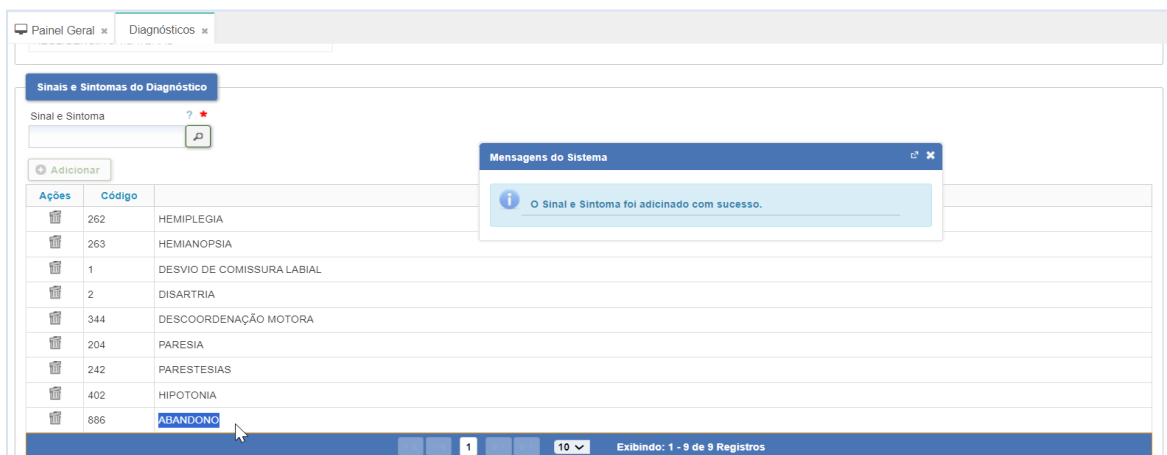 Painel Geral Diagnósticos
Sinais e Sintomas do Diagnóstico
Sinal e Sintoma ? *
Adicionar
Mensagens do Sistema
O Sinal e Sintoma foi adicinado com sucesso.
Ações Código
262 HEMIPLEGIA
263 HEMIANOPSIA
1 DESVIO DE COMISSURA LABIAL
2 DISARTRIA
344 DESCOORDENAÇÃO MOTORA
204 PARESIA
242 PARESTESIAS
402 HIPOTONIA
886 ABANDONO
1 10 Exibindo: 1 - 9 de 9 Registros